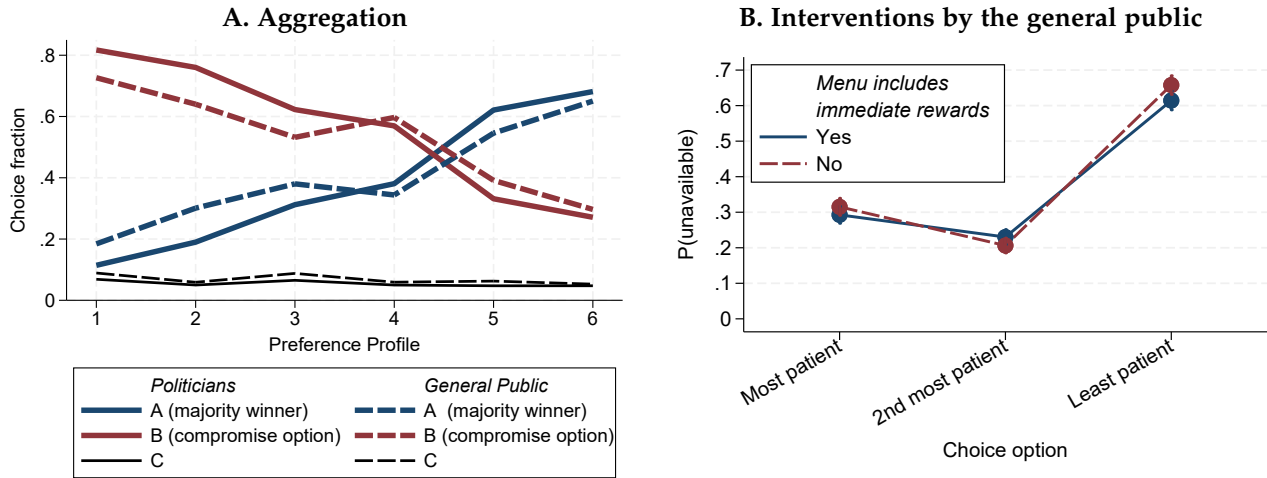 A. Aggregation
Choice fraction
.8
.6
.4
.2
0
1 2 3 4 5 6
Preference Profile
Politicians General Public
A (majority winner) A (majority winner)
B (compromise option) B (compromise option)
C C
B. Interventions by the general public
P(unavailable)
.7
.6
.5
.4
.3
.2
.1
0
Menu includes
immediate rewards
Yes
No
Most patient
2nd most patient
Least patient
Choice option